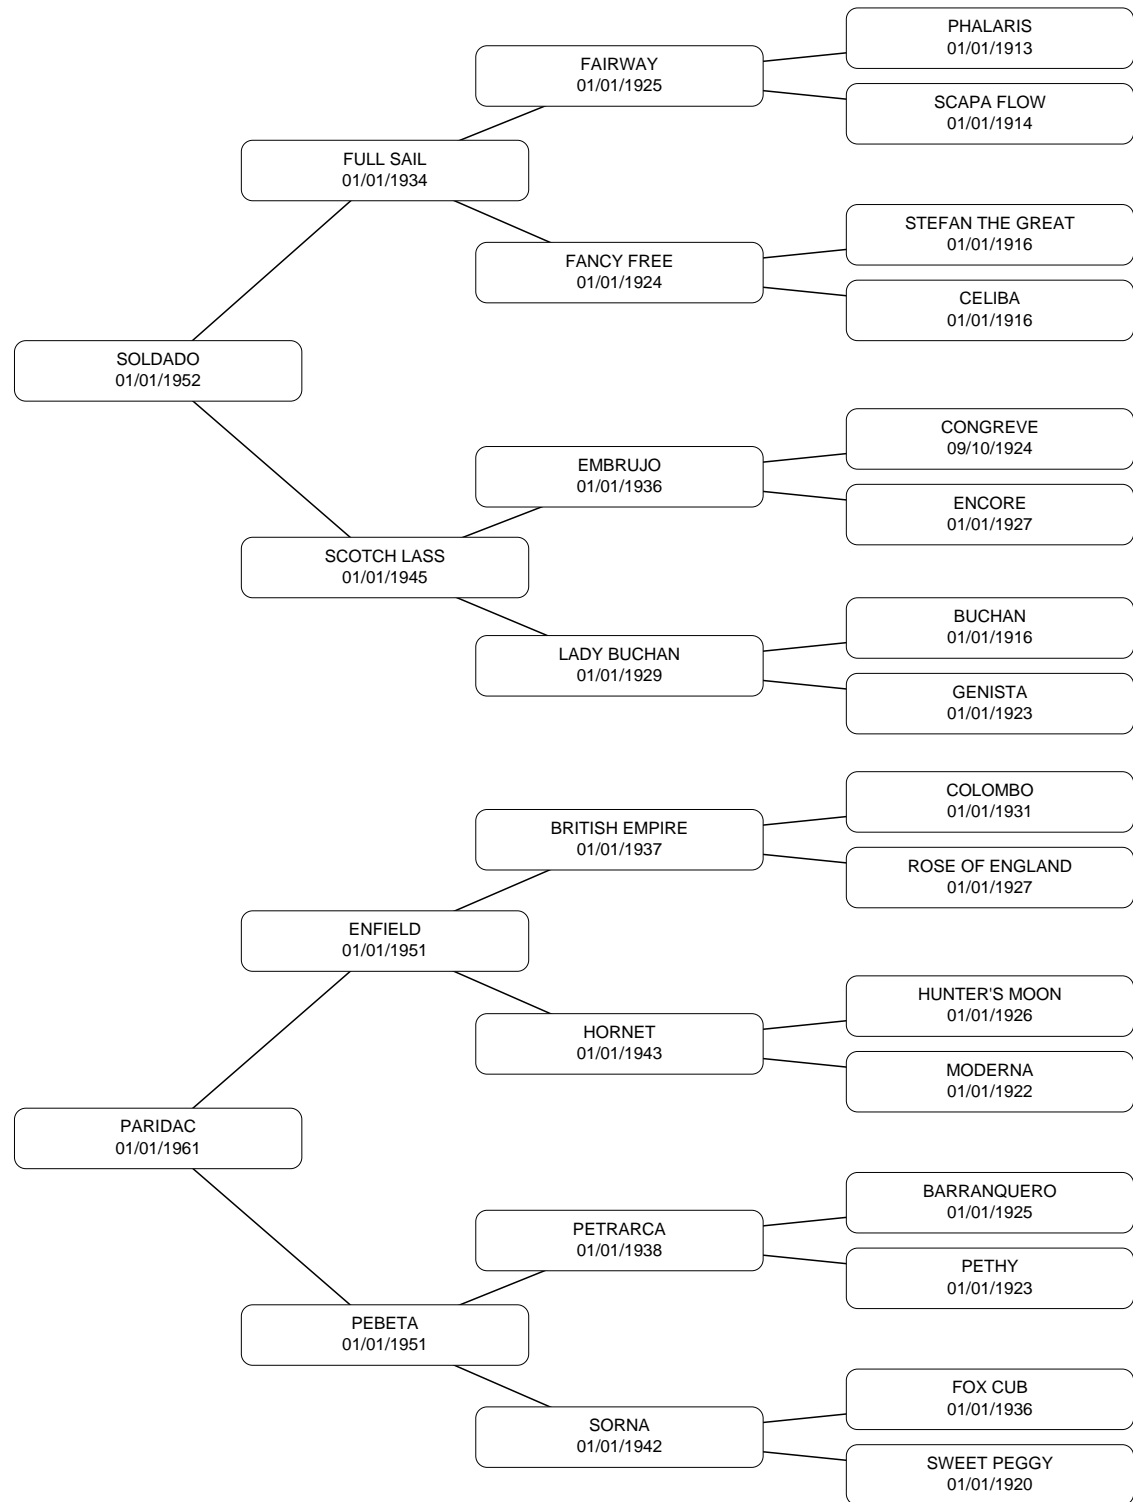 PHALARIS
01/01/1913
FAIRWAY
01/01/1925
SCAPA FLOW
01/01/1914
FULL SAIL
01/01/1934
STEFAN THE GREAT
01/01/1916
FANCY FREE
01/01/1924
CELIBA
01/01/1916
SOLDADO
01/01/1952
CONGREVE
09/10/1924
EMBRUJO
01/01/1936
ENCORE
01/01/1927
SCOTCH LASS
01/01/1945
BUCHAN
01/01/1916
LADY BUCHAN
01/01/1929
GENISTA
01/01/1923
COLOMBO
01/01/1931
BRITISH EMPIRE
01/01/1937
ROSE OF ENGLAND
01/01/1927
ENFIELD
01/01/1951
HUNTER'S MOON
01/01/1926
HORNET
01/01/1943
MODERNA
01/01/1922
PARIDAC
01/01/1961
BARRANQUERO
01/01/1925
PETRARCA
01/01/1938
PETHY
01/01/1923
PEBETA
01/01/1951
FOX CUB
01/01/1936
SORNA
01/01/1942
SWEET PEGGY
01/01/1920